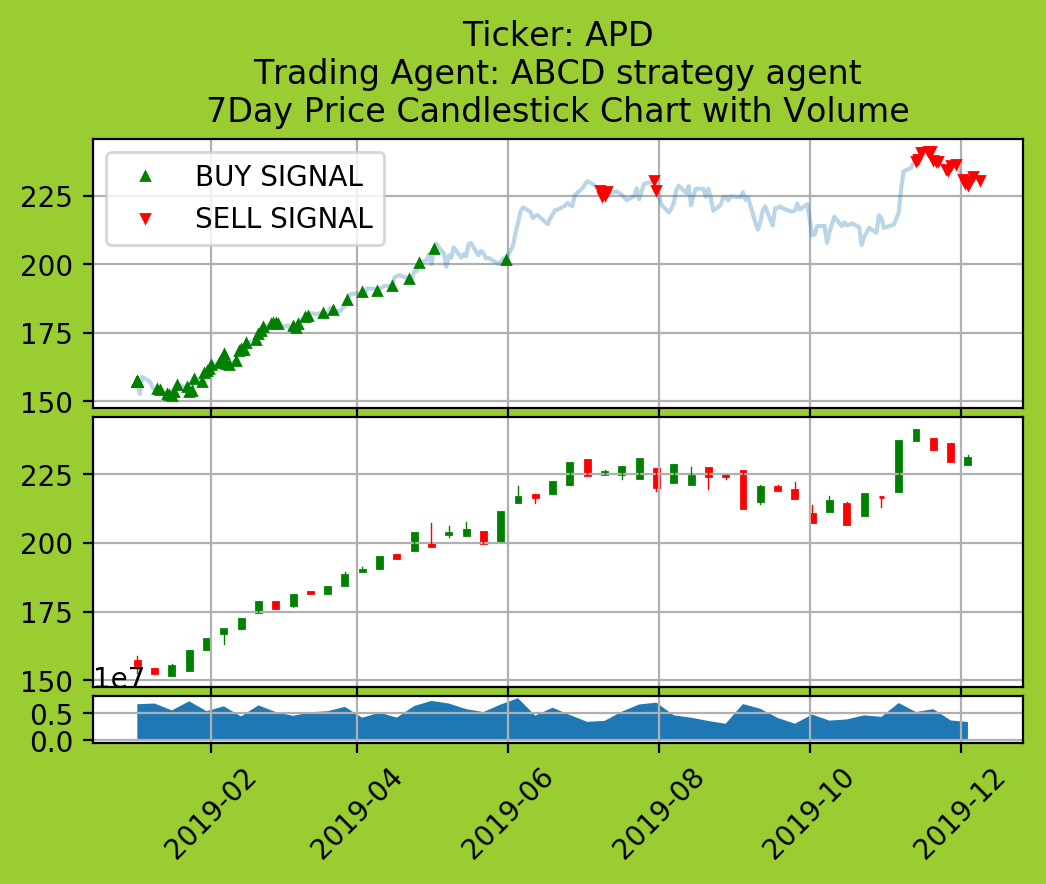 Ticker: APD
Trading Agent: ABCD strategy agent
7Day Price Candlestick Chart with Volume
BUY SIGNAL
SELL SIGNAL
225
200
175
150
225
200
175
150
1e7
0.5
0.0
2019-02
2019-04
2019-06
2019-08
2019-10
2019-12